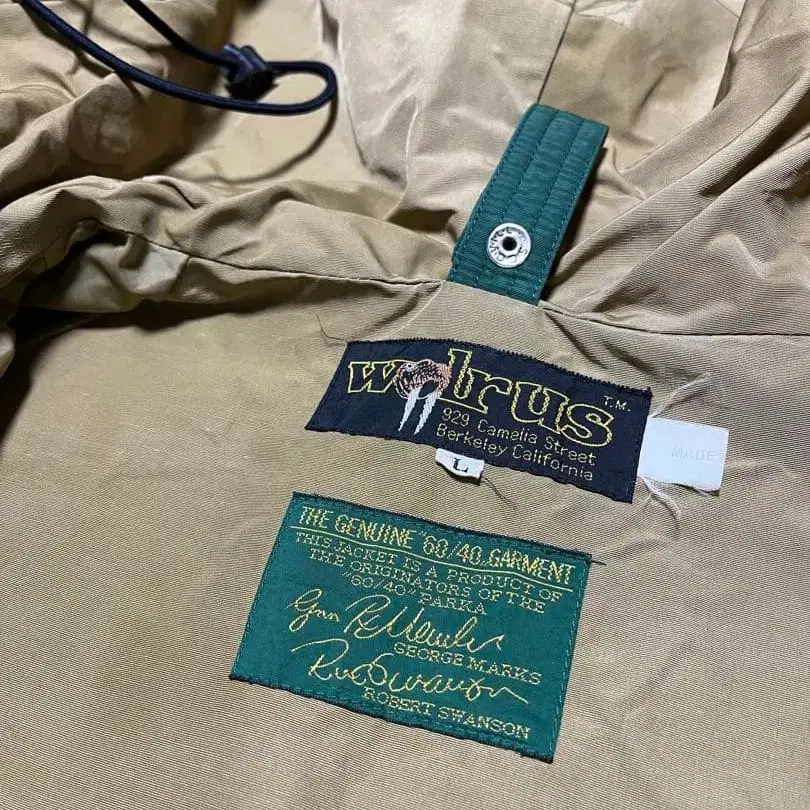 walrus T.M.
929 Camelia Street
Berkeley California
L
MADE
THE GENUINE "60/40" GARMENT
THIS JACKET IS A PRODUCT OF
THE ORIGINATORS OF THE
"60/40" PARKA
GEORGE MARKS
ROBERT SWANSON